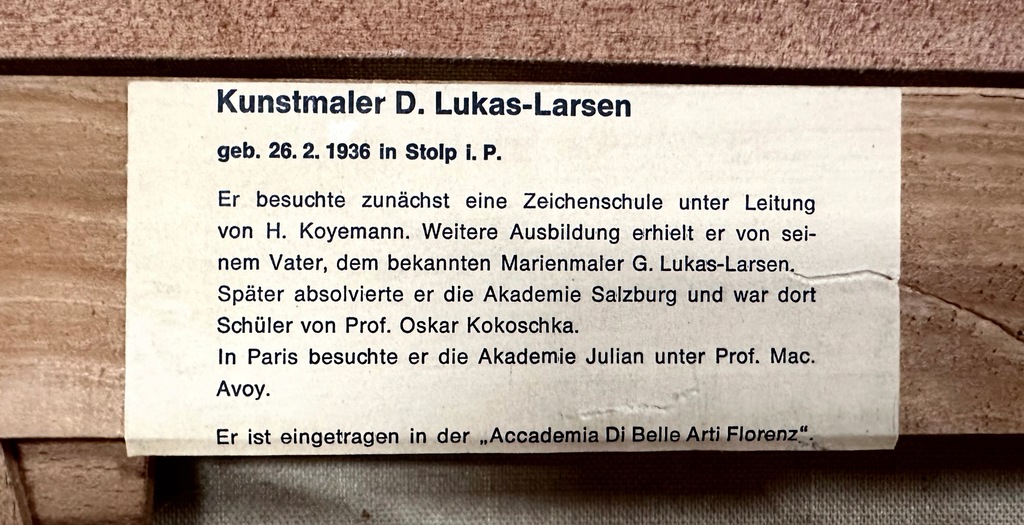 Kunstmaler D. Lukas-Larsen
geb. 26. 2. 1936 in Stolp i. P.
Er besuchte zunächst eine Zeichenschule unter Leitung
von H. Koyemann. Weitere Ausbildung erhielt er von sei-
nem Vater, dem bekannten Marienmaler G. Lukas-Larsen.
Später absolvierte er die Akademie Salzburg und war dort
Schüler von Prof. Oskar Kokoschka.
In Paris besuchte er die Akademie Julian unter Prof. Mac.
Avoy.
Er ist eingetragen in der „Accademia Di Belle Arti Florenz“.